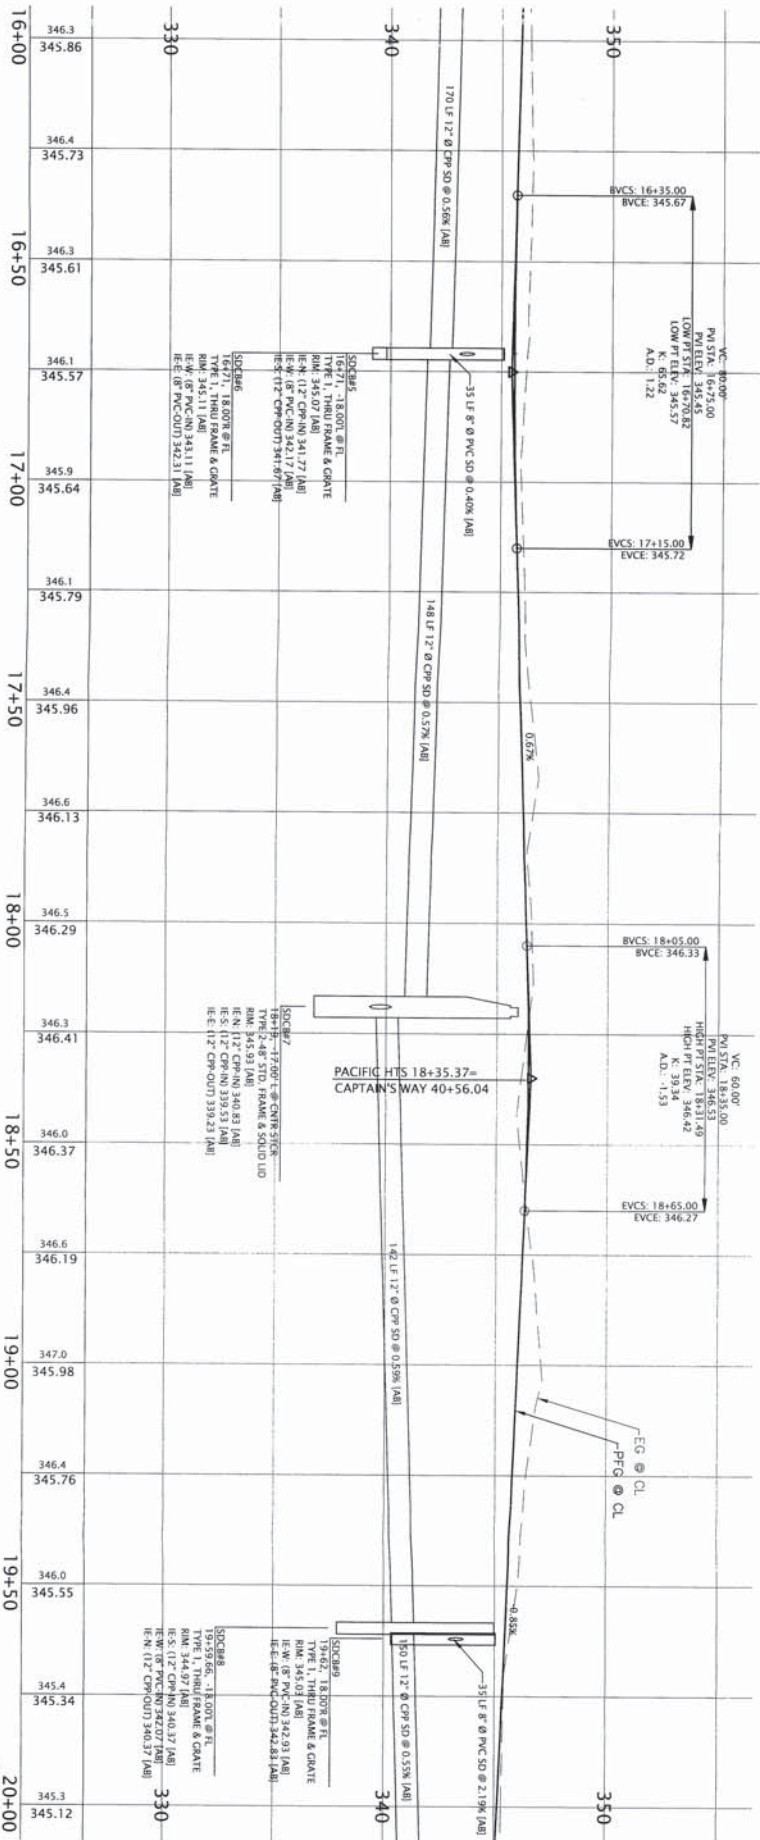 VC: 80.00'
PVI STA: 16+75.00
PVI ELEV: 345.45
LOW PT STA: 16+70.82
LOW PT ELEV: 345.57
K: 65.62
A.D.: 1.22
BVCS: 16+35.00
BVCE: 345.67
EVCS: 17+15.00
EVCE: 345.72
VC: 60.00'
PVI STA: 18+35.00
PVI ELEV: 346.53
HIGH PT STA: 18+31.49
HIGH PT ELEV: 346.42
K: 39.34
A.D.: -1.53
BVCS: 18+05.00
BVCE: 346.33
EVCS: 18+65.00
EVCE: 346.27
EG @ CL
PFG @ CL
350
350
0.67%
-0.85%
340
340
170 LF 12" Ø CPP SD @ 0.56% [AB]
35 LF 8" Ø PVC SD @ 0.40% [AB]
148 LF 12" Ø CPP SD @ 0.57% [AB]
PACIFIC HTS 18+35.37=
CAPTAIN'S WAY 40+56.04
142 LF 12" Ø CPP SD @ 0.59% [AB]
35 LF 8" Ø PVC SD @ 2.19% [AB]
150 LF 12" Ø CPP SD @ 0.55% [AB]
SDCB#5
16+71, -18.00'L @ FL
TYPE 1, THRU FRAME & GRATE
RIM: 345.07 [AB]
IE-N: (12" CPP-IN) 341.77 [AB]
IE-W: (8" PVC-IN) 342.17 [AB]
IE-S: (12" CPP-OUT) 341.67 [AB]
SDCB#6
16+71, 18.00'R @ FL
TYPE 1, THRU FRAME & GRATE
RIM: 345.11 [AB]
IE-W: (8" PVC-IN) 343.11 [AB]
IE-E: (8" PVC-OUT) 342.31 [AB]
SDCB#7
18+19, -17.00' L @ CNTR STCR
TYPE 2-48" STD. FRAME & SOLID LID
RIM: 345.93 [AB]
IE-N: (12" CPP-IN) 340.83 [AB]
IE-S: (12" CPP-IN) 339.53 [AB]
IE-E: (12" CPP-OUT) 339.23 [AB]
SDCB#9
19+62, 18.00'R @ FL
TYPE 1, THRU FRAME & GRATE
RIM: 345.03 [AB]
IE-W: (8" PVC-IN) 342.93 [AB]
IE-E: (8" PVC-OUT) 342.83 [AB]
SDCB#8
19+59.66, -18.00'L @ FL
TYPE 1, THRU FRAME & GRATE
RIM: 344.97 [AB]
IE-S: (12" CPP-IN) 340.37 [AB]
IE-W: (8" PVC-IN) 342.07 [AB]
IE-N: (12" CPP-OUT) 340.37 [AB]
330
330
346.3
345.86
346.4
345.73
346.3
345.61
346.1
345.57
345.9
345.64
346.1
345.79
346.4
345.96
346.6
346.13
346.5
346.29
346.3
346.41
346.0
346.37
346.6
346.19
347.0
345.98
346.4
345.76
346.0
345.55
345.4
345.34
345.3
345.12
16+00
16+50
17+00
17+50
18+00
18+50
19+00
19+50
20+00